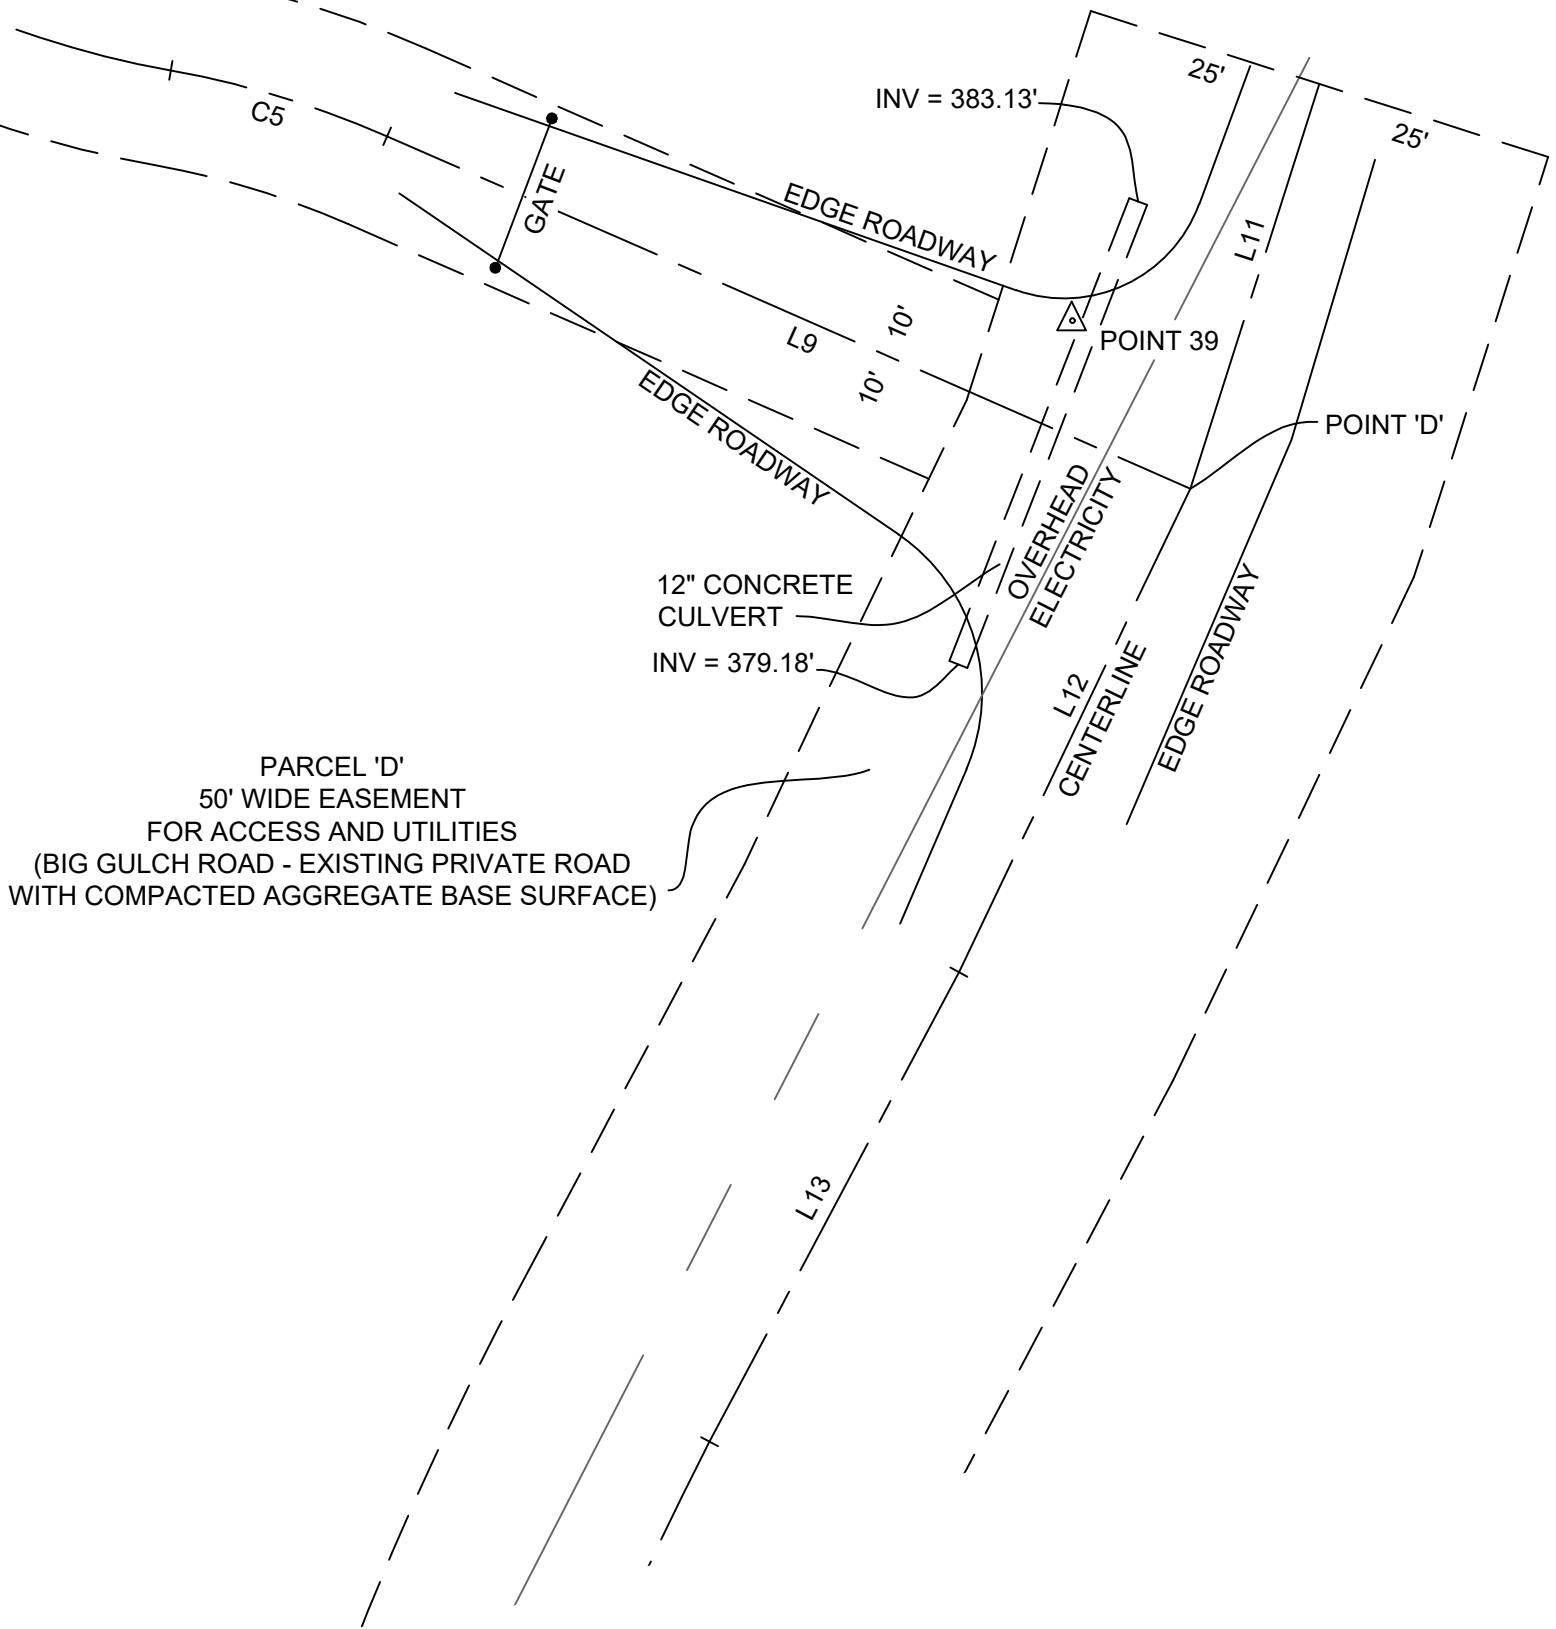 25'
INV = 383.13'
C5
25'
GATE
EDGE ROADWAY
L11
10'
L9
POINT 39
10'
EDGE ROADWAY
POINT 'D'
OVERHEAD
ELECTRICITY
12" CONCRETE
CULVERT
INV = 379.18'
L12
CENTERLINE
EDGE ROADWAY
PARCEL 'D'
50' WIDE EASEMENT
FOR ACCESS AND UTILITIES
(BIG GULCH ROAD - EXISTING PRIVATE ROAD
WITH COMPACTED AGGREGATE BASE SURFACE)
L13